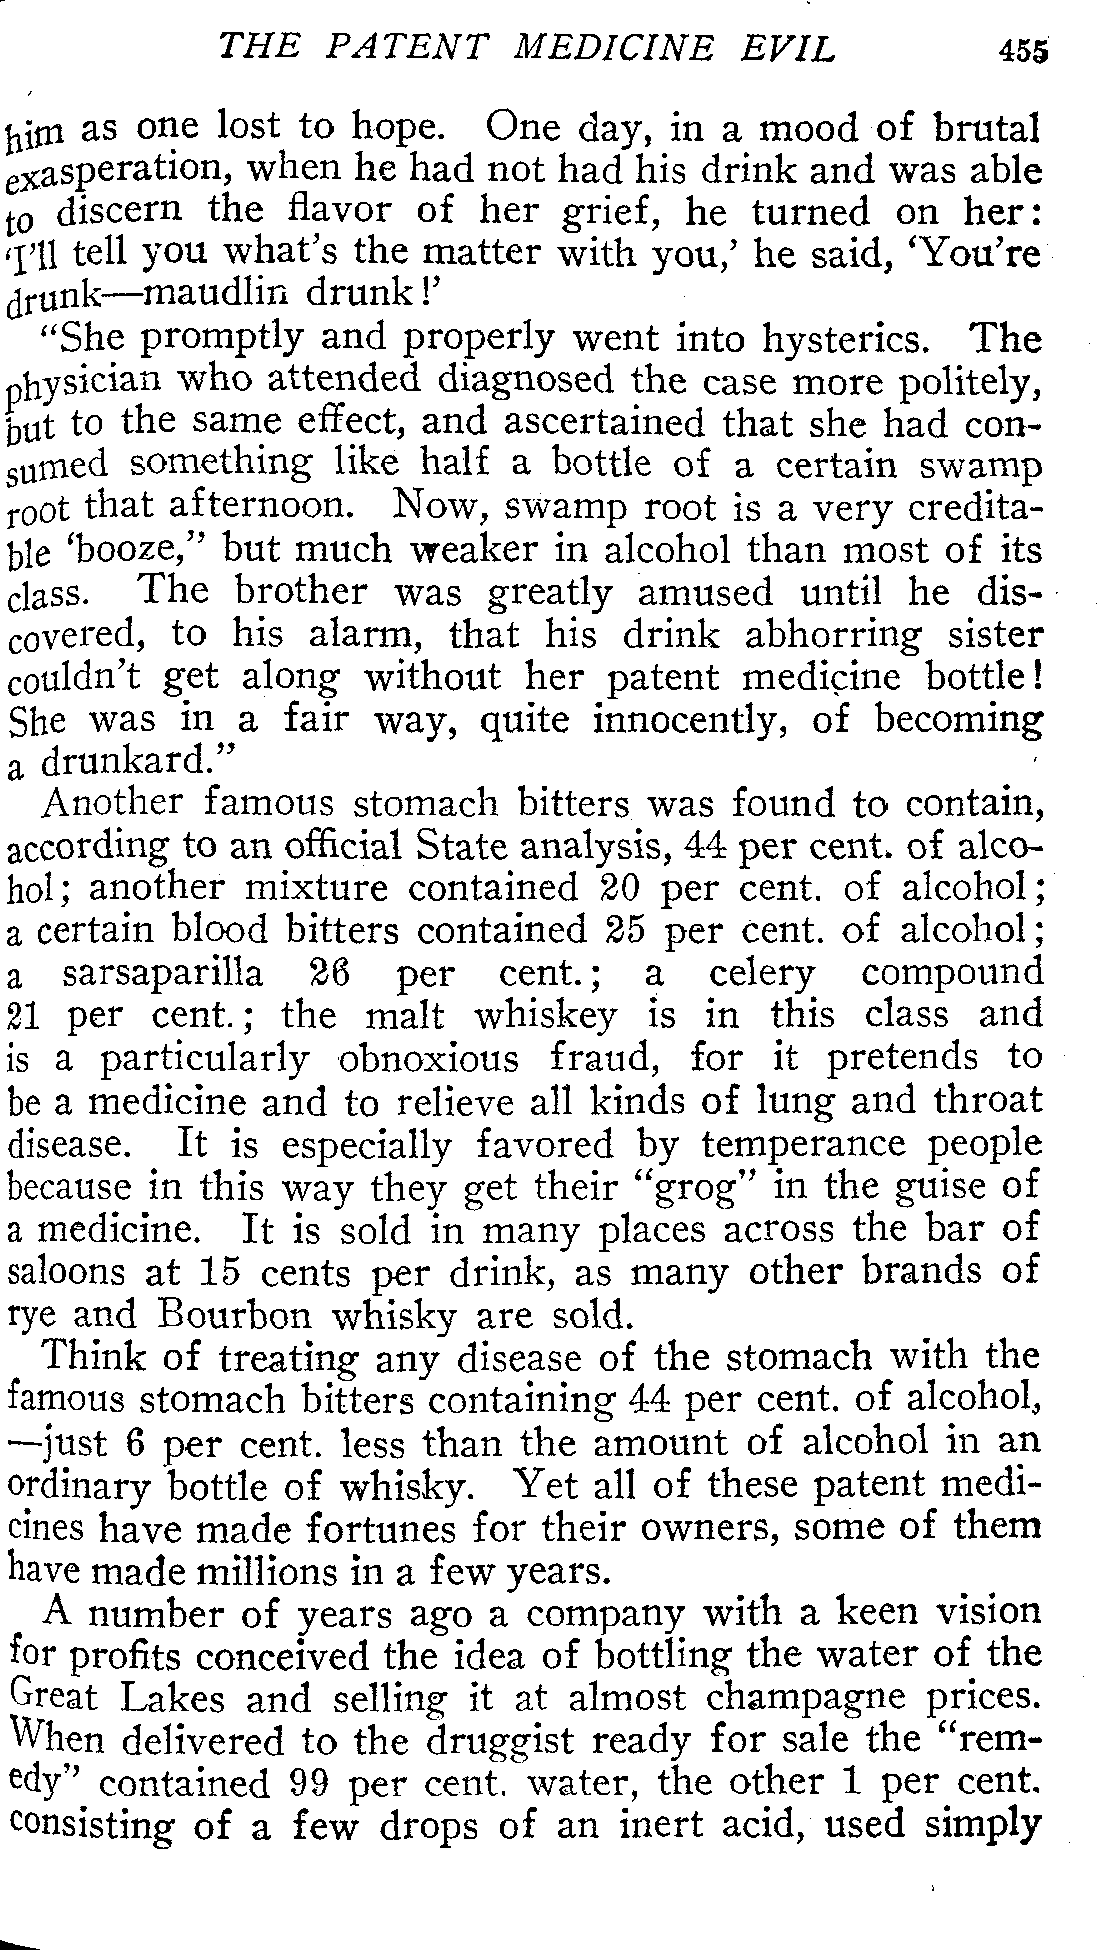 THE PATENT MEDICINE EVIL 455
him as one lost to hope. One day, in a mood of brutal
exasperation, when he had not had his drink and was able
to discern the flavor of her grief, he turned on her:
‘I’ll tell you what’s the matter with you,’ he said, ‘You’re
drunk—maudlin drunk!’
“She promptly and properly went into hysterics. The
physician who attended diagnosed the case more politely,
but to the same effect, and ascertained that she had con-
sumed something like half a bottle of a certain swamp
root that afternoon. Now, swamp root is a very credita-
ble ‘booze,” but much weaker in alcohol than most of its
class. The brother was greatly amused until he dis-
covered, to his alarm, that his drink abhorring sister
couldn’t get along without her patent medicine bottle!
She was in a fair way, quite innocently, of becoming
a drunkard.”
Another famous stomach bitters was found to contain,
according to an official State analysis, 44 per cent. of alco-
hol; another mixture contained 20 per cent. of alcohol;
a certain blood bitters contained 25 per cent. of alcohol;
a sarsaparilla 26 per cent.; a celery compound
21 per cent.; the malt whiskey is in this class and
is a particularly obnoxious fraud, for it pretends to
be a medicine and to relieve all kinds of lung and throat
disease. It is especially favored by temperance people
because in this way they get their “grog” in the guise of
a medicine. It is sold in many places across the bar of
saloons at 15 cents per drink, as many other brands of
rye and Bourbon whisky are sold.
Think of treating any disease of the stomach with the
famous stomach bitters containing 44 per cent. of alcohol,
—just 6 per cent. less than the amount of alcohol in an
ordinary bottle of whisky. Yet all of these patent medi-
cines have made fortunes for their owners, some of them
have made millions in a few years.
A number of years ago a company with a keen vision
for profits conceived the idea of bottling the water of the
Great Lakes and selling it at almost champagne prices.
When delivered to the druggist ready for sale the “rem-
edy” contained 99 per cent. water, the other 1 per cent.
consisting of a few drops of an inert acid, used simply